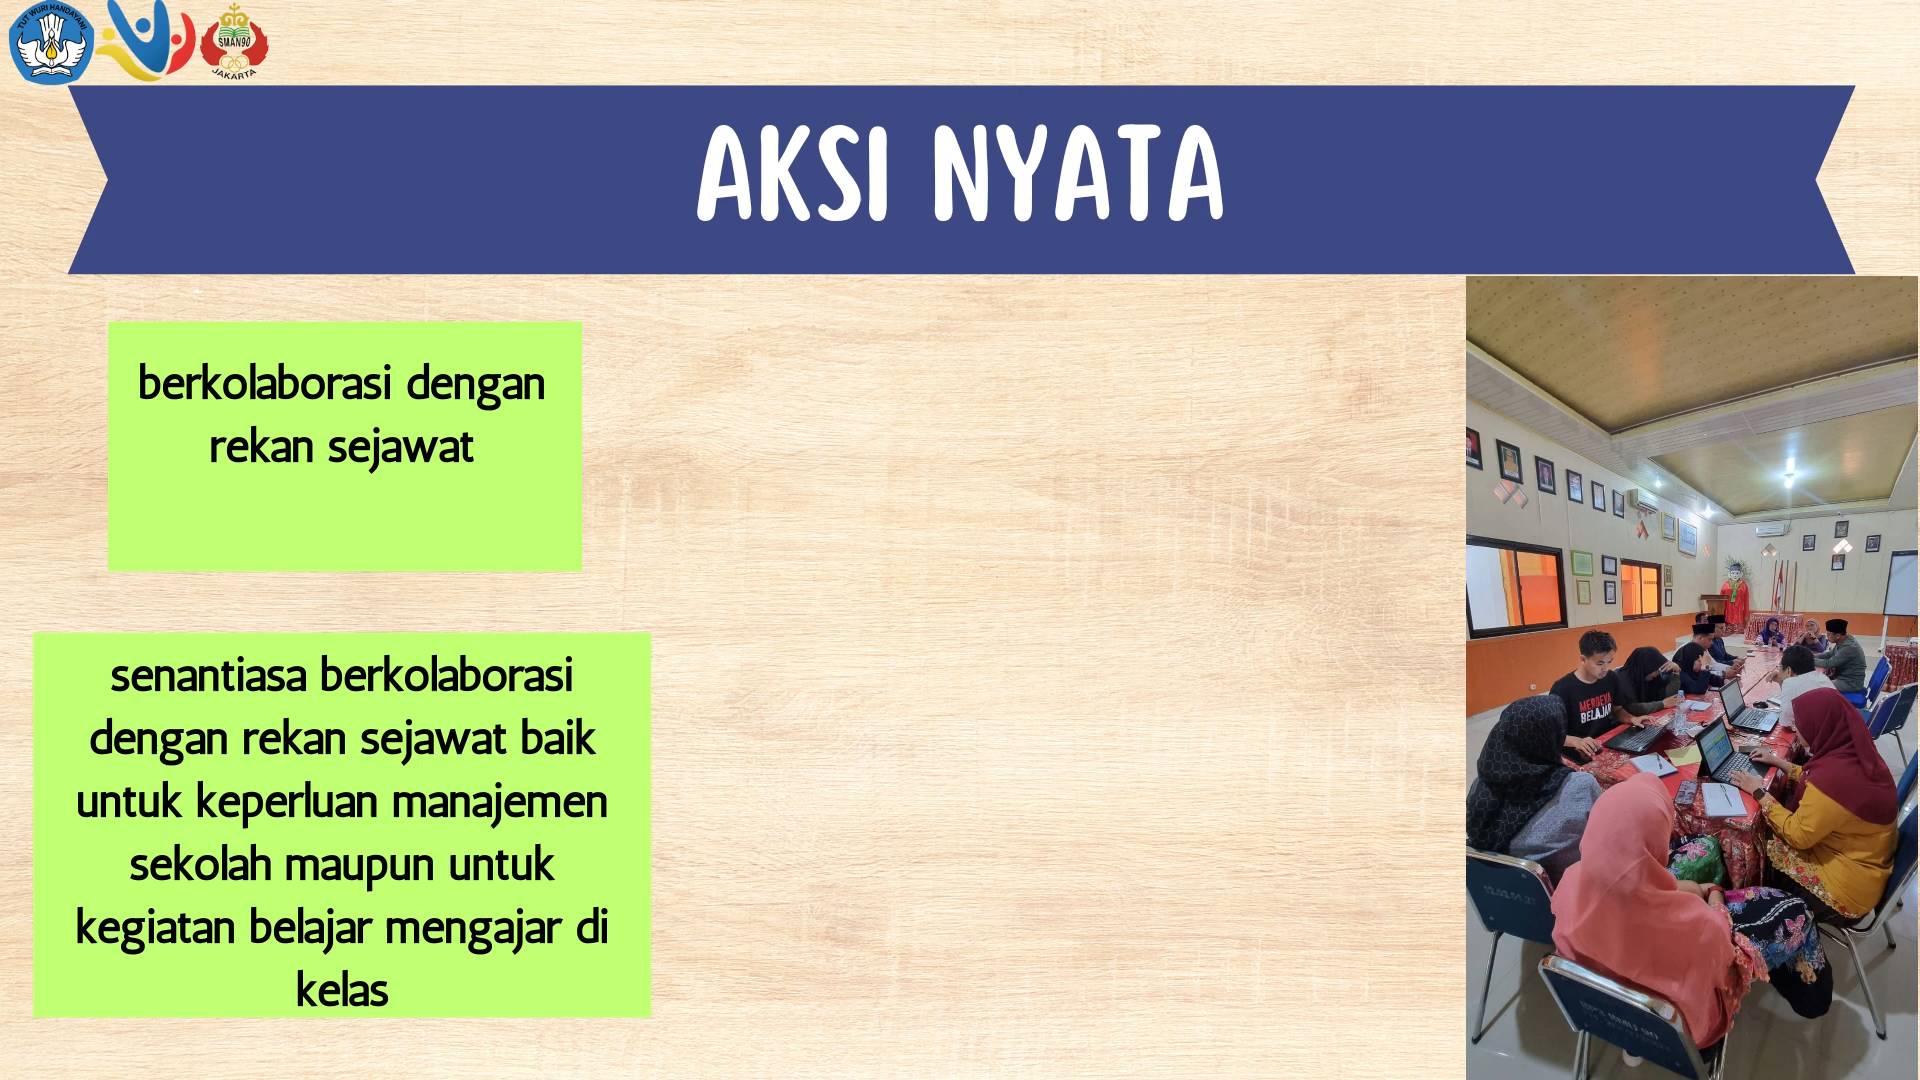 TUT WURI HANDAYANI
SMAN90
JAKARTA
AKSI NYATA
berkolaborasi dengan
rekan sejawat
senantiasa berkolaborasi
dengan rekan sejawat baik
untuk keperluan manajemen
sekolah maupun untuk
kegiatan belajar mengajar di
kelas
MERDEKA
BELAJAR